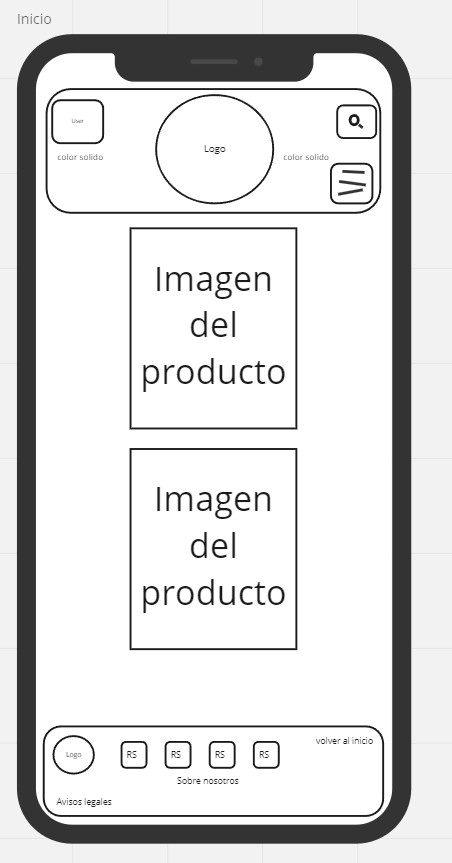 Inicio
User
Logo
color solido
color solido
Imagen
del
producto
Imagen
del
producto
volver al inicio
Logo
RS
RS
RS
RS
Sobre nosotros
Avisos legales